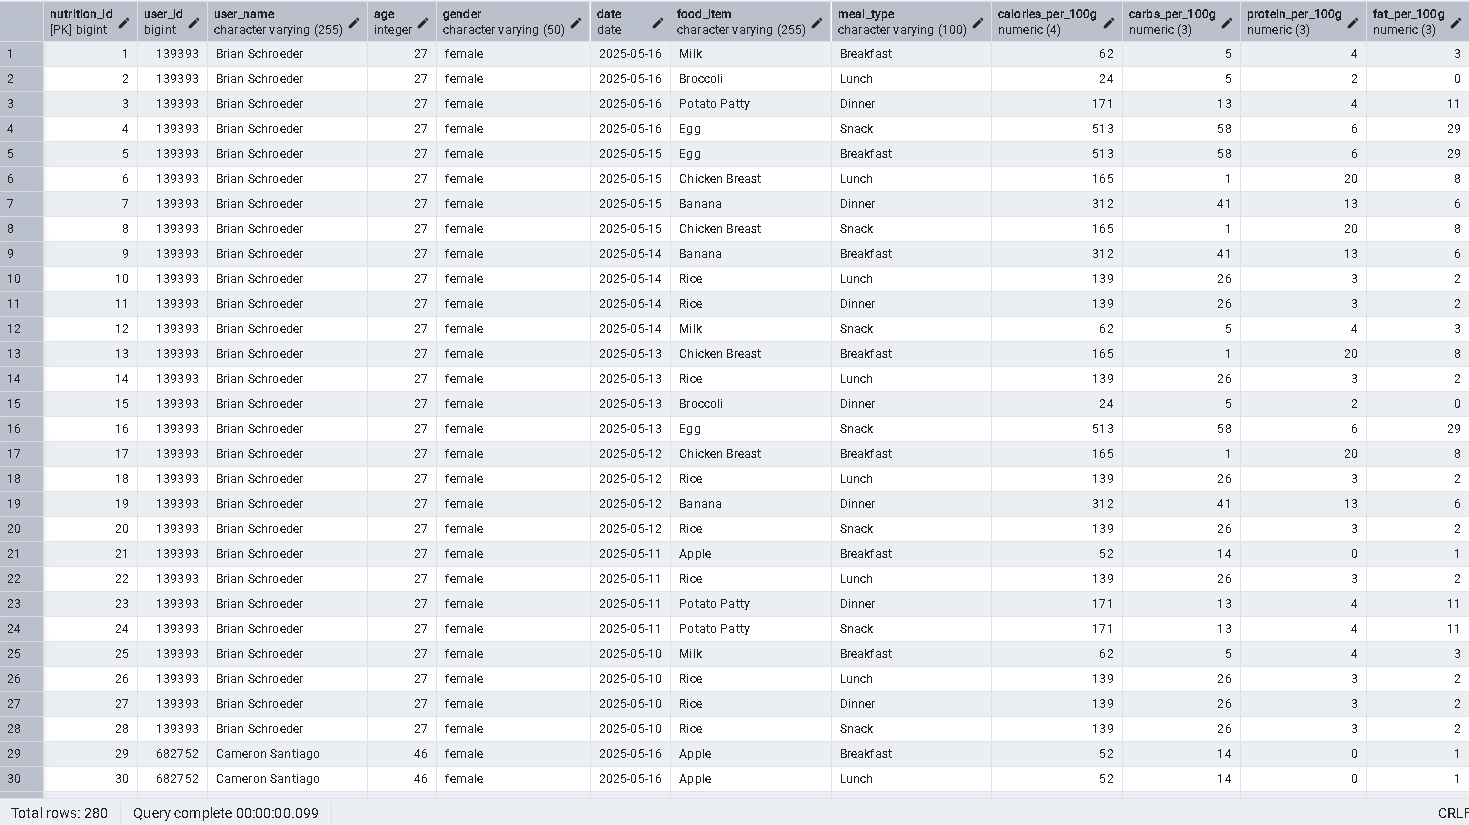 nutrition_id user_id user_name age gender date food_item meal_type calories_per_100g carbs_per_100g protein_per_100g fat_per_100g
[PK] bigint bigint character varying (255) integer character varying (50) date character varying (255) character varying (100) numeric (4) numeric (3) numeric (3) numeric (3)
1 1 139393 Brian Schroeder 27 female 2025-05-16 Milk Breakfast 62 5 4 3
2 2 139393 Brian Schroeder 27 female 2025-05-16 Broccoli Lunch 24 5 2 0
3 3 139393 Brian Schroeder 27 female 2025-05-16 Potato Patty Dinner 171 13 4 11
4 4 139393 Brian Schroeder 27 female 2025-05-16 Egg Snack 513 58 6 29
5 5 139393 Brian Schroeder 27 female 2025-05-15 Egg Breakfast 513 58 6 29
6 6 139393 Brian Schroeder 27 female 2025-05-15 Chicken Breast Lunch 165 1 20 8
7 7 139393 Brian Schroeder 27 female 2025-05-15 Banana Dinner 312 41 13 6
8 8 139393 Brian Schroeder 27 female 2025-05-15 Chicken Breast Snack 165 1 20 8
9 9 139393 Brian Schroeder 27 female 2025-05-14 Banana Breakfast 312 41 13 6
10 10 139393 Brian Schroeder 27 female 2025-05-14 Rice Lunch 139 26 3 2
11 11 139393 Brian Schroeder 27 female 2025-05-14 Rice Dinner 139 26 3 2
12 12 139393 Brian Schroeder 27 female 2025-05-14 Milk Snack 62 5 4 3
13 13 139393 Brian Schroeder 27 female 2025-05-13 Chicken Breast Breakfast 165 1 20 8
14 14 139393 Brian Schroeder 27 female 2025-05-13 Rice Lunch 139 26 3 2
15 15 139393 Brian Schroeder 27 female 2025-05-13 Broccoli Dinner 24 5 2 0
16 16 139393 Brian Schroeder 27 female 2025-05-13 Egg Snack 513 58 6 29
17 17 139393 Brian Schroeder 27 female 2025-05-12 Chicken Breast Breakfast 165 1 20 8
18 18 139393 Brian Schroeder 27 female 2025-05-12 Rice Lunch 139 26 3 2
19 19 139393 Brian Schroeder 27 female 2025-05-12 Banana Dinner 312 41 13 6
20 20 139393 Brian Schroeder 27 female 2025-05-12 Rice Snack 139 26 3 2
21 21 139393 Brian Schroeder 27 female 2025-05-11 Apple Breakfast 52 14 0 1
22 22 139393 Brian Schroeder 27 female 2025-05-11 Rice Lunch 139 26 3 2
23 23 139393 Brian Schroeder 27 female 2025-05-11 Potato Patty Dinner 171 13 4 11
24 24 139393 Brian Schroeder 27 female 2025-05-11 Potato Patty Snack 171 13 4 11
25 25 139393 Brian Schroeder 27 female 2025-05-10 Milk Breakfast 62 5 4 3
26 26 139393 Brian Schroeder 27 female 2025-05-10 Rice Lunch 139 26 3 2
27 27 139393 Brian Schroeder 27 female 2025-05-10 Rice Dinner 139 26 3 2
28 28 139393 Brian Schroeder 27 female 2025-05-10 Rice Snack 139 26 3 2
29 29 682752 Cameron Santiago 46 female 2025-05-16 Apple Breakfast 52 14 0 1
30 30 682752 Cameron Santiago 46 female 2025-05-16 Apple Lunch 52 14 0 1
Total rows: 280 Query complete 00:00:00.099 CRLF